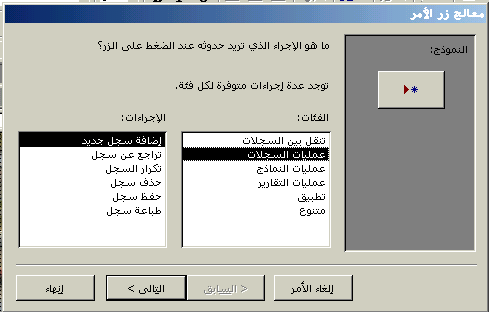 معالج زر الأمر
النموذج:
ما هو الإجراء الذي تريد حدوثه عند الضغط على الزر؟
توجد عدة إجراءات متوفرة لكل فئة.
الفئات:
تنقل بين السجلات
عمليات السجلات
عمليات النماذج
عمليات التقارير
تطبيق
متنوع
الإجراءات:
إضافة سجل جديد
تراجع عن سجل
تكرار السجل
حذف سجل
حفظ سجل
طباعة سجل
إلغاء الأمر
< السابق
التالي >
إنهاء